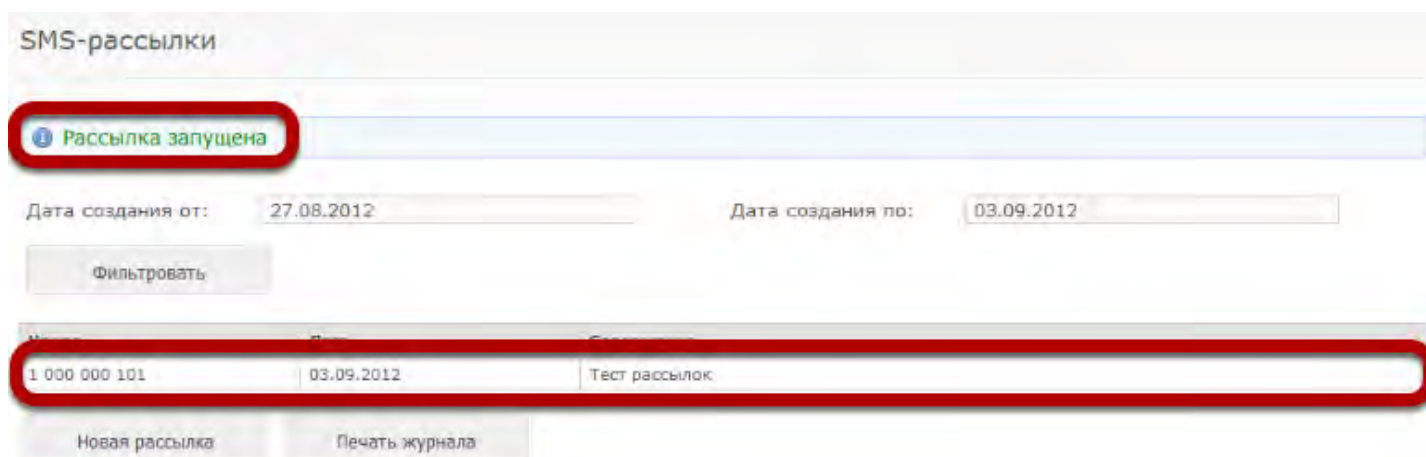 SMS-рассылки
Рассылка запущена
Дата создания от: 27.08.2012 Дата создания по: 03.09.2012
Фильтровать
1 000 000 101 03.09.2012 Тест рассылок
Новая рассылка Печать журнала